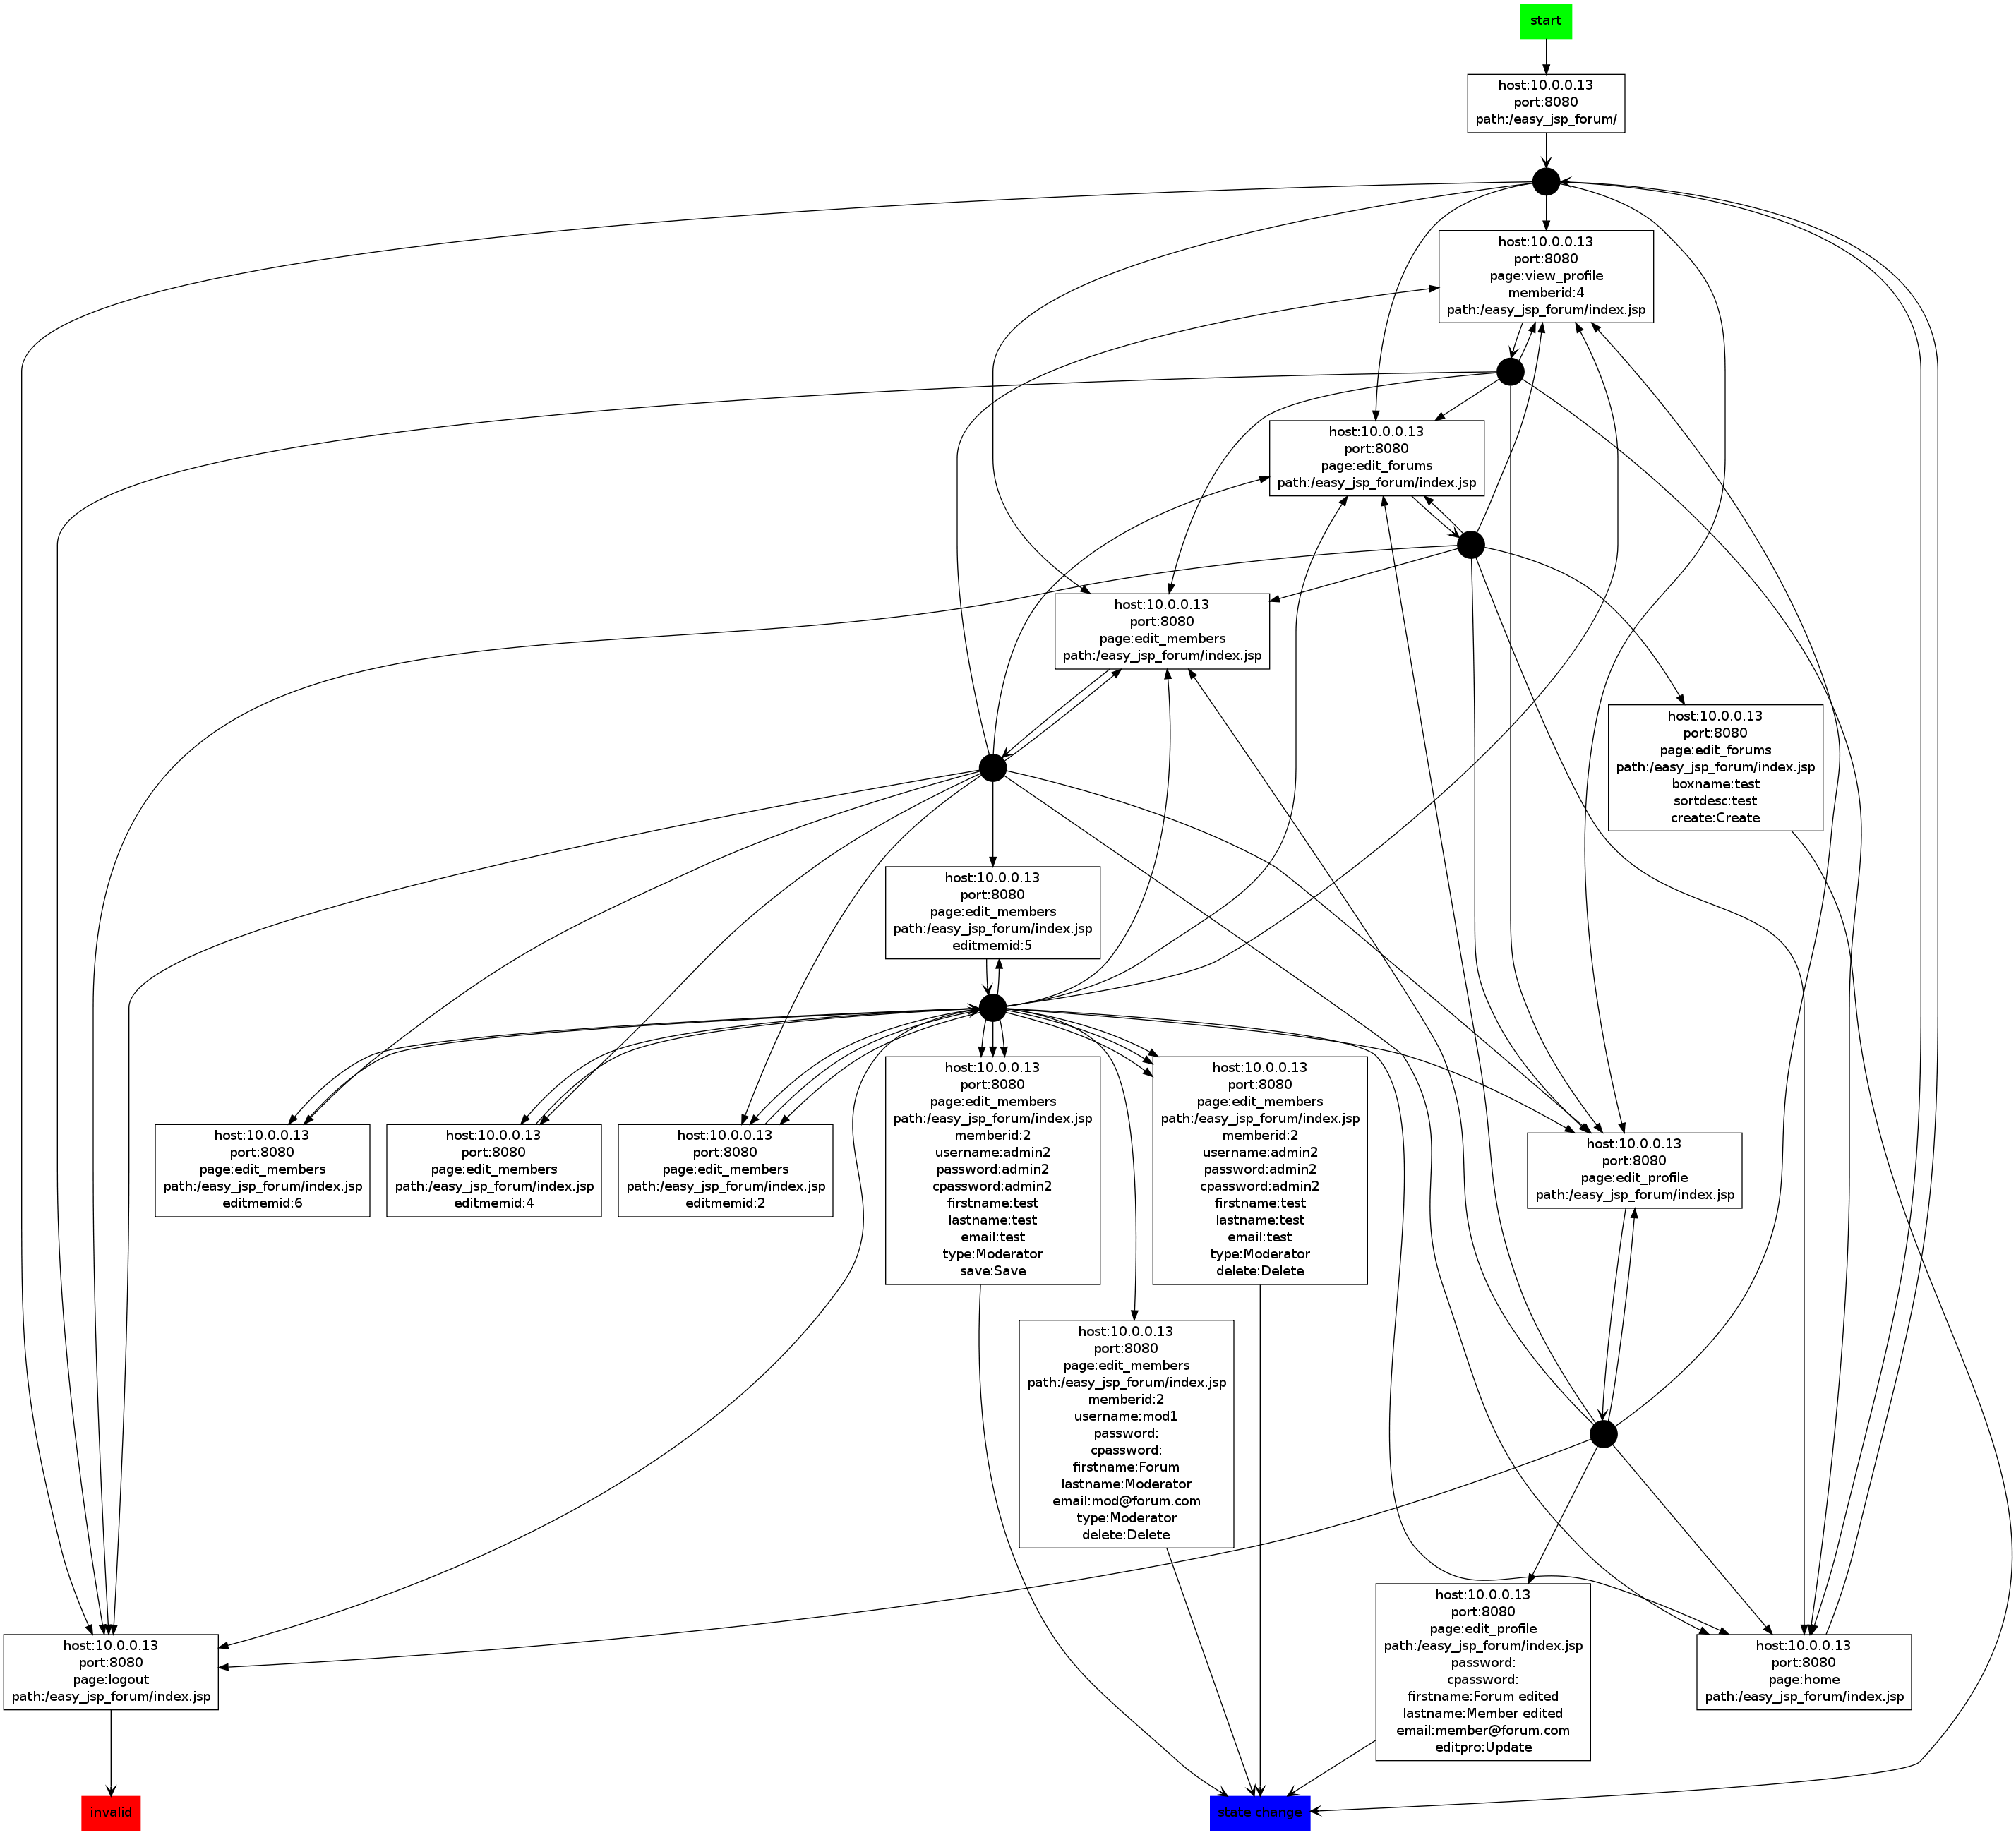 start
host:10.0.0.13
port:8080
path:/easy_jsp_forum/
host:10.0.0.13
port:8080
page:view_profile
memberid:4
path:/easy_jsp_forum/index.jsp
host:10.0.0.13
port:8080
page:edit_forums
path:/easy_jsp_forum/index.jsp
host:10.0.0.13
port:8080
page:edit_members
path:/easy_jsp_forum/index.jsp
host:10.0.0.13
port:8080
page:edit_forums
path:/easy_jsp_forum/index.jsp
boxname:test
sortdesc:test
create:Create
host:10.0.0.13
port:8080
page:edit_members
path:/easy_jsp_forum/index.jsp
editmemid:5
host:10.0.0.13
port:8080
page:edit_members
path:/easy_jsp_forum/index.jsp
editmemid:6
host:10.0.0.13
port:8080
page:edit_members
path:/easy_jsp_forum/index.jsp
editmemid:4
host:10.0.0.13
port:8080
page:edit_members
path:/easy_jsp_forum/index.jsp
editmemid:2
host:10.0.0.13
port:8080
page:edit_members
path:/easy_jsp_forum/index.jsp
memberid:2
username:admin2
password:admin2
cpassword:admin2
firstname:test
lastname:test
email:test
type:Moderator
save:Save
host:10.0.0.13
port:8080
page:edit_members
path:/easy_jsp_forum/index.jsp
memberid:2
username:admin2
password:admin2
cpassword:admin2
firstname:test
lastname:test
email:test
type:Moderator
delete:Delete
host:10.0.0.13
port:8080
page:edit_profile
path:/easy_jsp_forum/index.jsp
host:10.0.0.13
port:8080
page:edit_members
path:/easy_jsp_forum/index.jsp
memberid:2
username:mod1
password:
cpassword:
firstname:Forum
lastname:Moderator
email:mod@forum.com
type:Moderator
delete:Delete
host:10.0.0.13
port:8080
page:edit_profile
path:/easy_jsp_forum/index.jsp
password:
cpassword:
firstname:Forum edited
lastname:Member edited
email:member@forum.com
editpro:Update
host:10.0.0.13
port:8080
page:logout
path:/easy_jsp_forum/index.jsp
host:10.0.0.13
port:8080
page:home
path:/easy_jsp_forum/index.jsp
invalid
state change